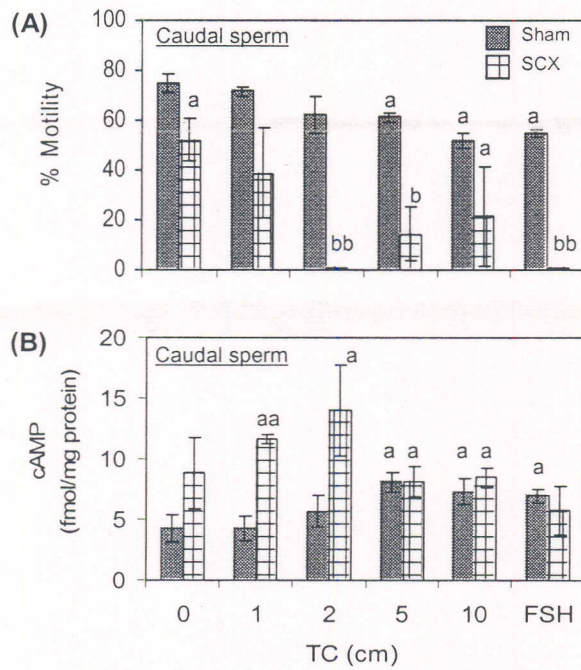 (A)
Caudal sperm
Sham
SCX
100
80
60
40
20
0
% Motility
a
bb
a
b
a
a
a
bb
(B)
Caudal sperm
20
15
10
5
0
cAMP
(fmol/mg protein)
aa
a
a a
a a
a
0 1 2 5 10 FSH
TC (cm)